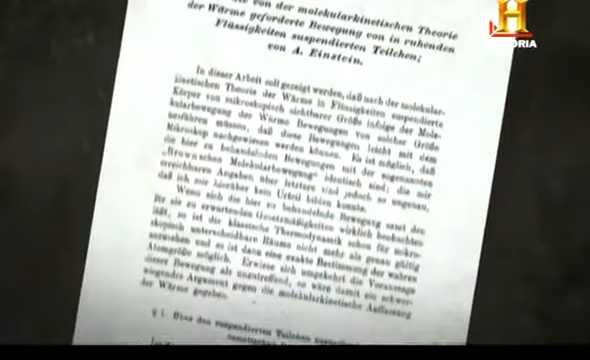 von der molekularkinetischen Theorie
der Wärme geforderte Bewegung von in ruhenden
Flüssigkeiten suspendierten Teilchen;
von A. Einstein.
In dieser Arbeit soll gezeigt werden, daß nach der molekular-
kinetischen Theorie der Wärme in Flüssigkeiten suspendierte
Körper von mikroskopisch sichtbarer Größe infolge der Mole-
kularbewegung der Wärme Bewegungen von solcher Größe
ausführen müssen, daß diese Bewegungen leicht mit dem
Mikroskop nachgewiesen werden können. Es ist möglich, daß
die hier zu behandelnden Bewegungen mit der sogenannten
„Brownschen Molekularbewegung“ identisch sind; die mir
erreichbaren Angaben über letztere sind jedoch so ungenau,
daß ich mir hierüber kein Urteil bilden konnte.
Wenn sich die hier zu behandelnde Bewegung samt den
für sie zu erwartenden Gesetzmäßigkeiten wirklich beobachten
läßt, so ist die klassische Thermodynamik schon für mikro-
skopisch unterscheidbare Räume nicht mehr als genau gültig
anzusehen und es ist dann eine exakte Bestimmung der wahren
Atomgröße möglich. Erwiese sich umgekehrt die Voraussage
dieser Bewegung als unzutreffend, so wäre damit ein schwer-
wiegendes Argument gegen die molekularkinetische Auffassung
der Wärme gegeben.
§ 1. Über den suspendierten Teilchen
H
ORIA